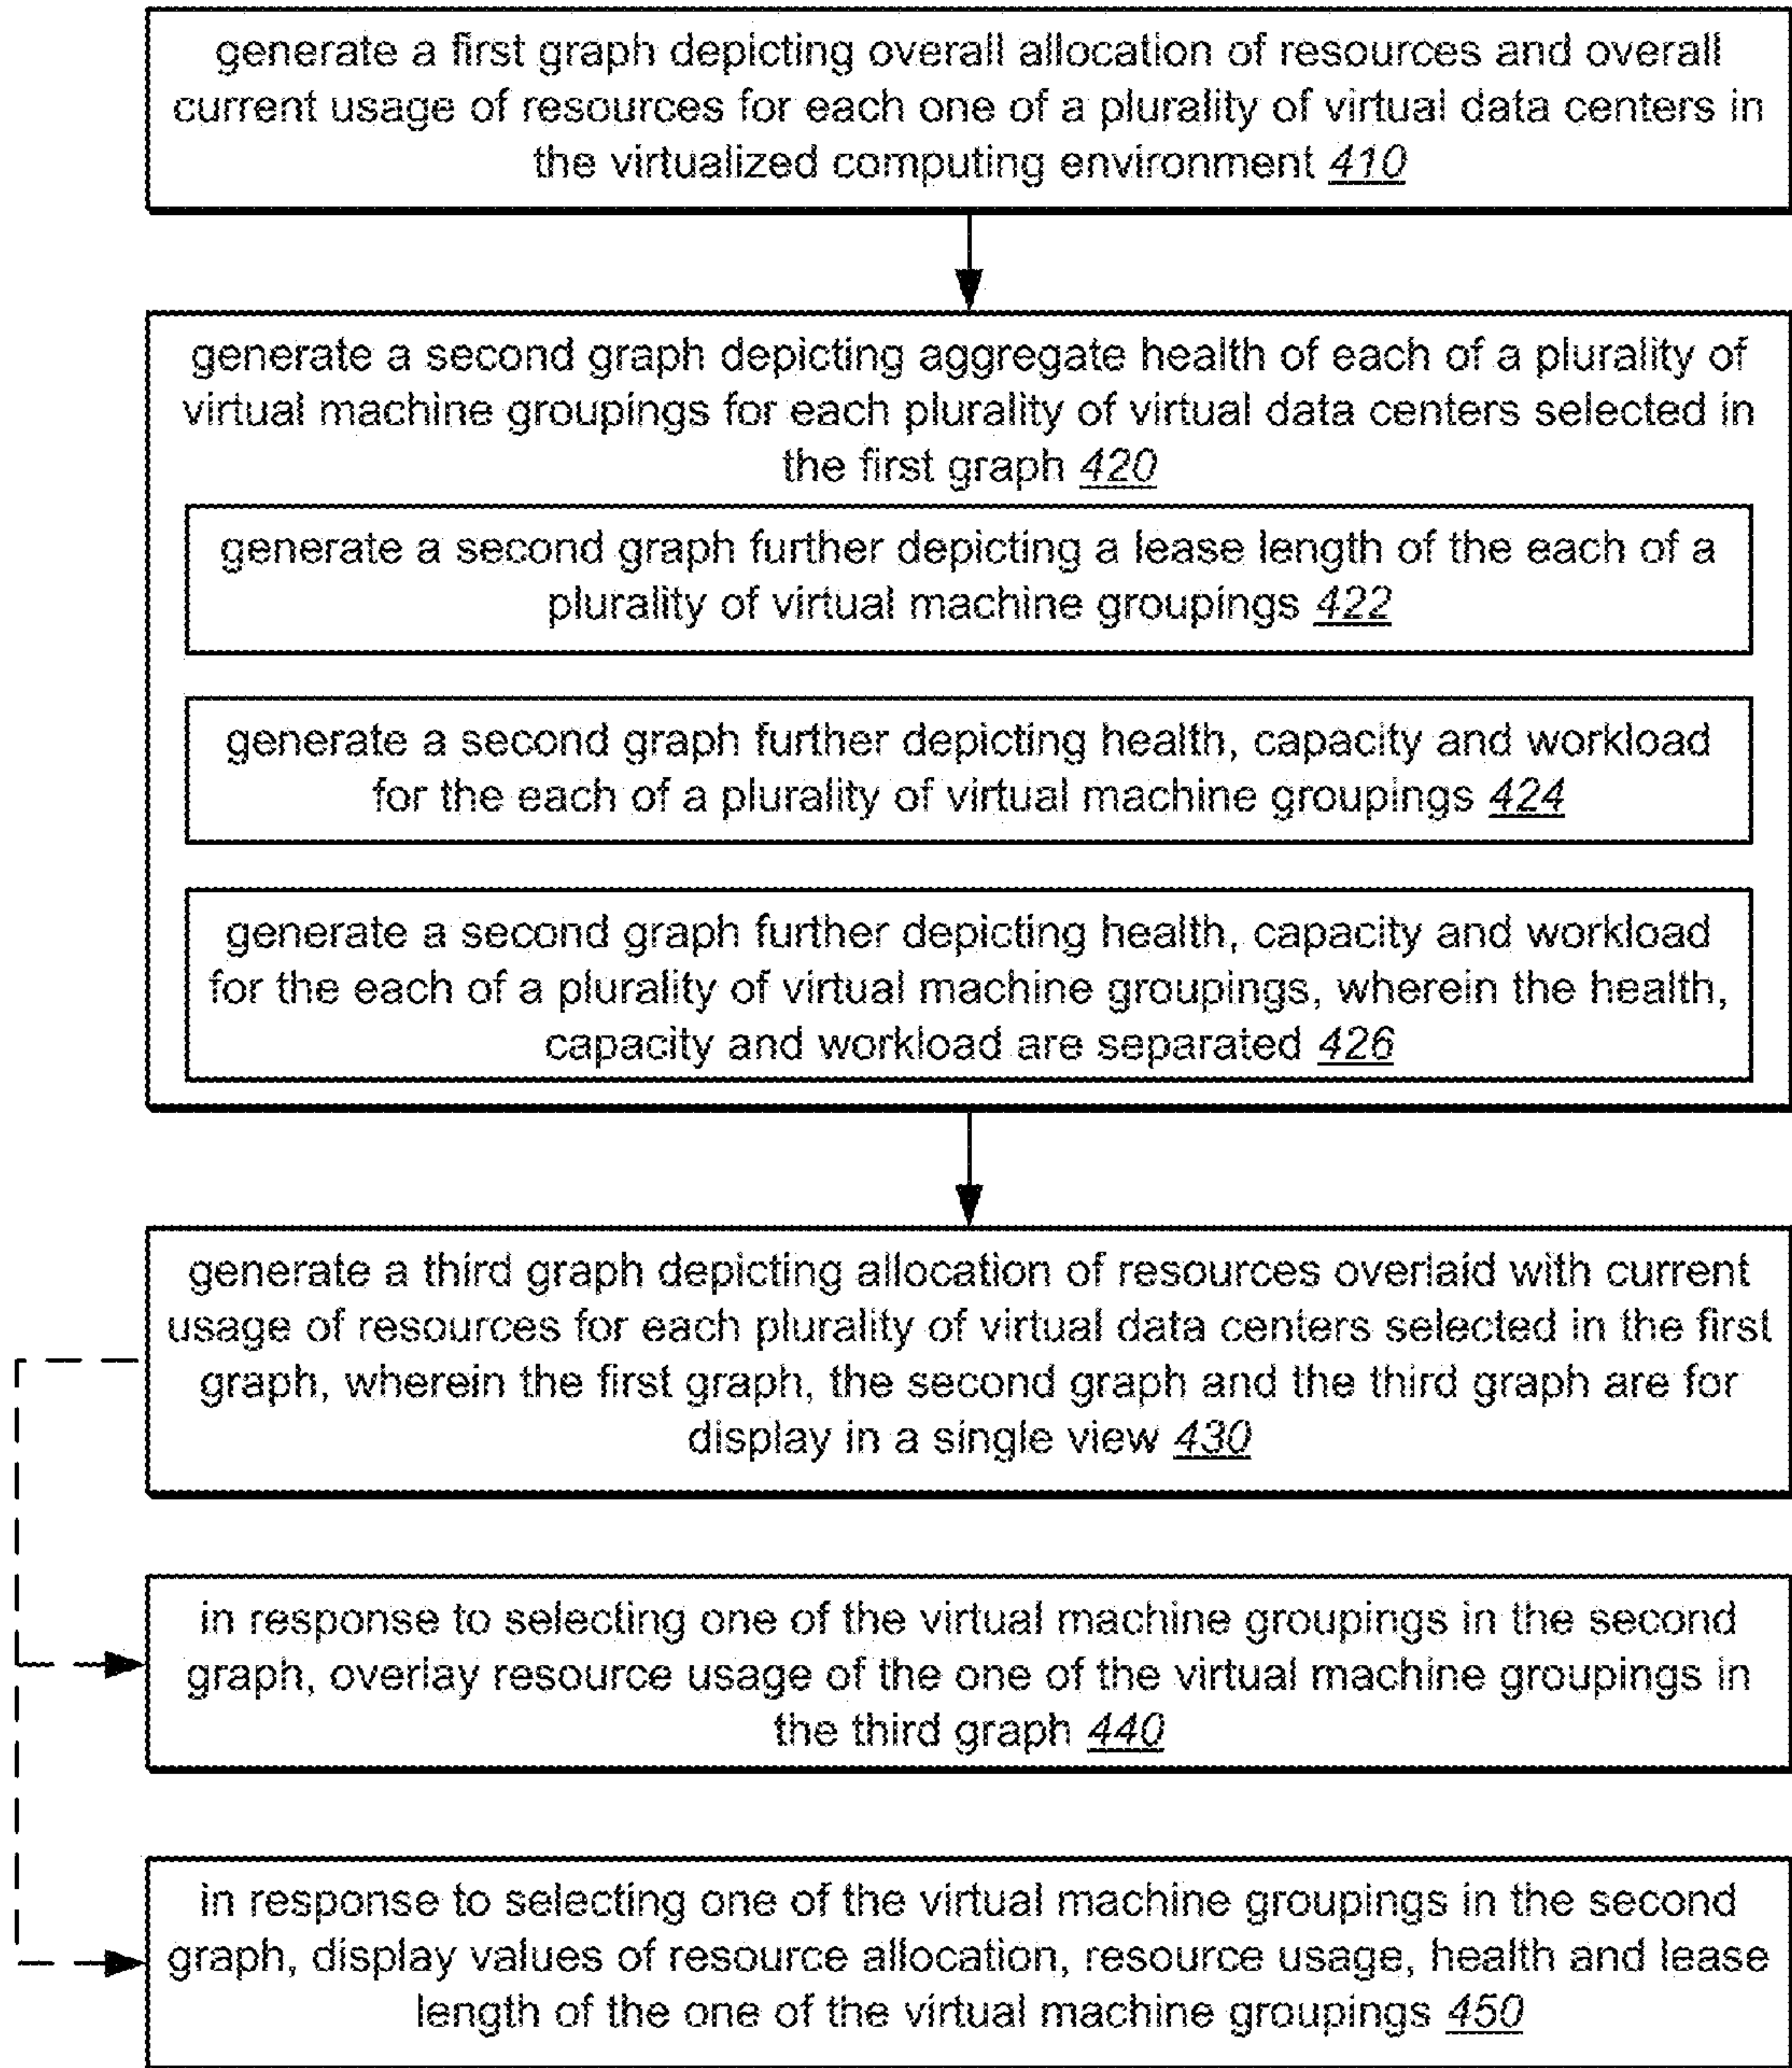 generate a first graph depicting overall allocation of resources and overall
current usage of resources for each one of a plurality of virtual data centers in
the virtualized computing environment 410
generate a second graph depicting aggregate health of each of a plurality of
virtual machine groupings for each plurality of virtual data centers selected in
the first graph 420
generate a second graph further depicting a lease length of the each of a
plurality of virtual machine groupings 422
generate a second graph further depicting health, capacity and workload
for the each of a plurality of virtual machine groupings 424
generate a second graph further depicting health, capacity and workload
for the each of a plurality of virtual machine groupings, wherein the health,
capacity and workload are separated 426
generate a third graph depicting allocation of resources overlaid with current
usage of resources for each plurality of virtual data centers selected in the first
graph, wherein the first graph, the second graph and the third graph are for
display in a single view 430
in response to selecting one of the virtual machine groupings in the second
graph, overlay resource usage of the one of the virtual machine groupings in
the third graph 440
in response to selecting one of the virtual machine groupings in the second
graph, display values of resource allocation, resource usage, health and lease
length of the one of the virtual machine groupings 450